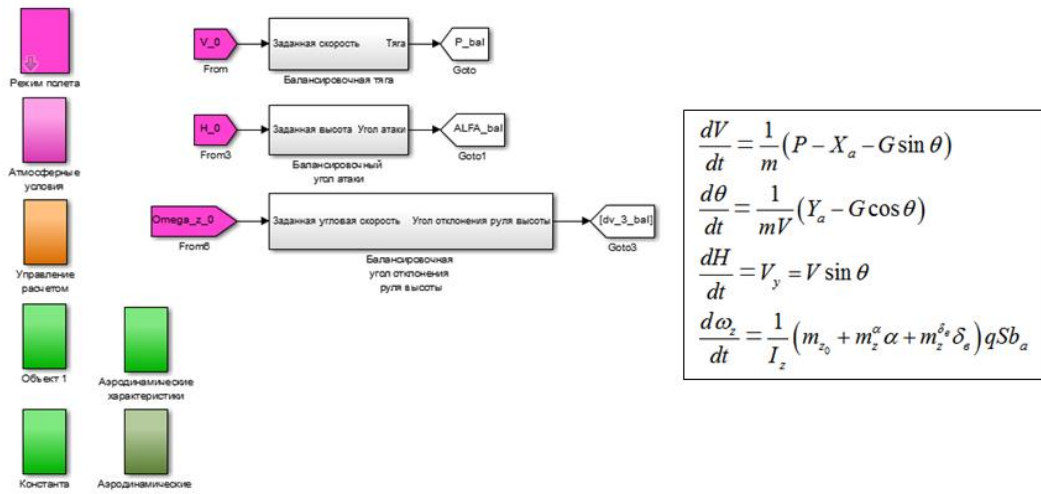 Режим полета
Атмосферные
условия
Управление
расчетом
Объект 1
Аэродинамические
характеристики
Константа
Аэродинамические
V_0
From
Заданная скорость Тяга
Балансировочная тяга
P_bal
Goto
H_0
From3
Заданная высота Угол атаки
Балансировочный
угол атаки
ALFA_bal
Goto1
Omega_z_0
From6
Заданная угловая скорость Угол отклонения руля высоты
Балансировочная
угол отклонения
руля высоты
[dv_3_bal]
Goto3
dV/dt = 1/m (P − X_a − G sin θ)
dθ/dt = 1/mV (Y_a − G cos θ)
dH/dt = V_y = V sin θ
dω_z/dt = 1/I_z (m_{z_0} + m_z^α α + m_z^{δ_в} δ_в) qSb_a